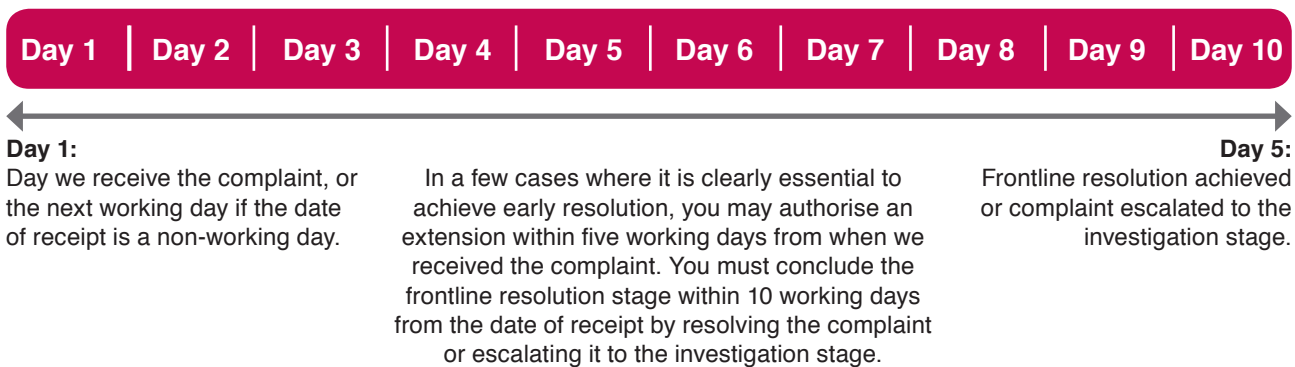 Day 1 Day 2 Day 3 Day 4 Day 5 Day 6 Day 7 Day 8 Day 9 Day 10
Day 1:
Day we receive the complaint, or
the next working day if the date
of receipt is a non-working day.
In a few cases where it is clearly essential to
achieve early resolution, you may authorise an
extension within five working days from when we
received the complaint. You must conclude the
frontline resolution stage within 10 working days
from the date of receipt by resolving the complaint
or escalating it to the investigation stage.
Day 5:
Frontline resolution achieved
or complaint escalated to the
investigation stage.